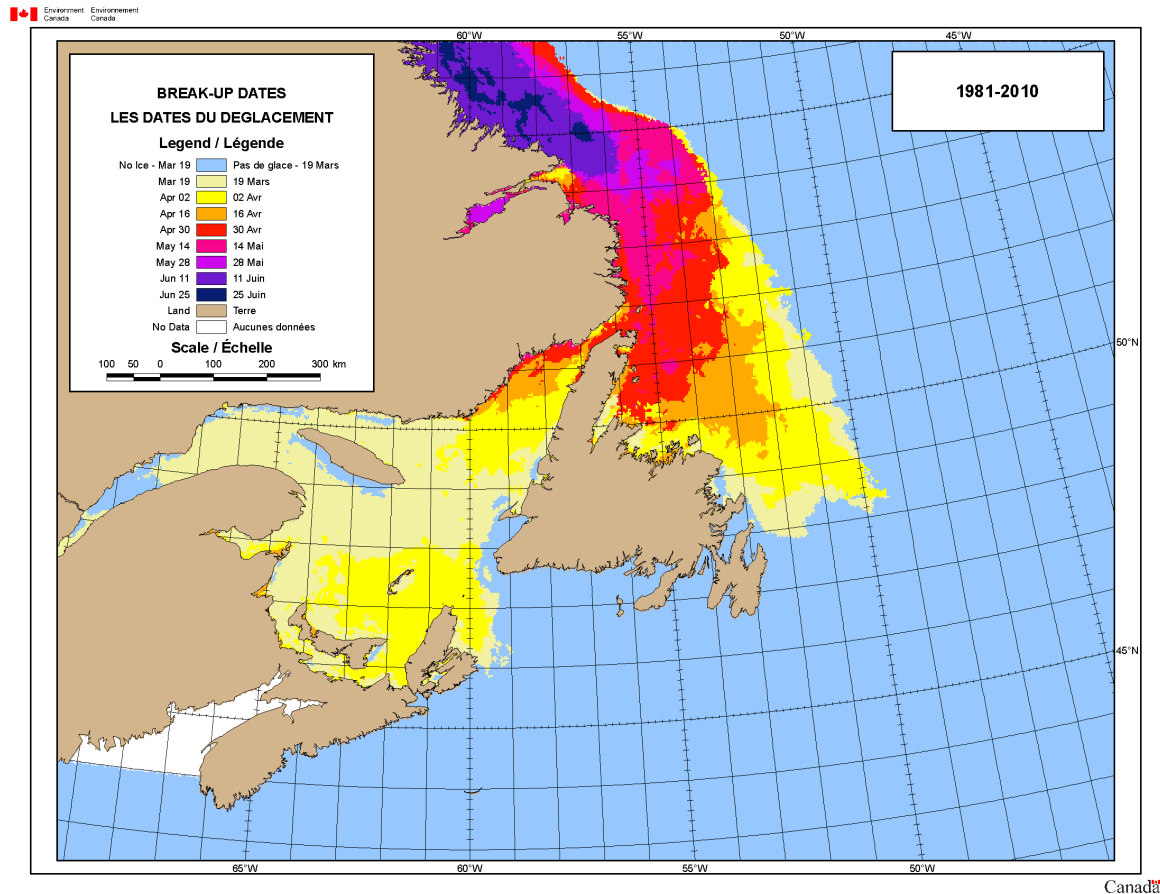 Environment Environnement
Canada Canada
60°W 55°W 50°W 45°W
BREAK-UP DATES
LES DATES DU DEGLACEMENT
Legend / Légende
No Ice - Mar 19 Pas de glace - 19 Mars
Mar 19 19 Mars
Apr 02 02 Avr
Apr 16 16 Avr
Apr 30 30 Avr
May 14 14 Mai
May 28 28 Mai
Jun 11 11 Juin
Jun 25 25 Juin
Land Terre
No Data Aucunes données
Scale / Échelle
100 50 0 100 200 300 km
1981-2010
50°N
45°N
65°W 60°W 55°W 50°W
Canada